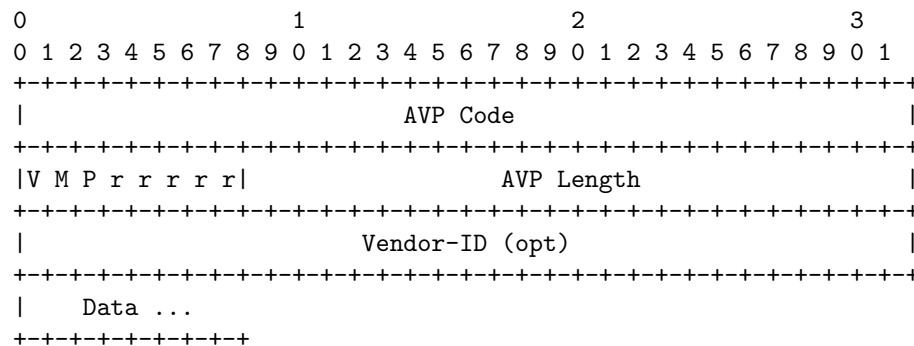 0                   1                   2                   3
0 1 2 3 4 5 6 7 8 9 0 1 2 3 4 5 6 7 8 9 0 1 2 3 4 5 6 7 8 9 0 1
+-+-+-+-+-+-+-+-+-+-+-+-+-+-+-+-+-+-+-+-+-+-+-+-+-+-+-+-+-+-+-+-+
|                           AVP Code                            |
+-+-+-+-+-+-+-+-+-+-+-+-+-+-+-+-+-+-+-+-+-+-+-+-+-+-+-+-+-+-+-+-+
|V M P r r r r r|                  AVP Length                   |
+-+-+-+-+-+-+-+-+-+-+-+-+-+-+-+-+-+-+-+-+-+-+-+-+-+-+-+-+-+-+-+-+
|                        Vendor-ID (opt)                        |
+-+-+-+-+-+-+-+-+-+-+-+-+-+-+-+-+-+-+-+-+-+-+-+-+-+-+-+-+-+-+-+-+
|    Data ...
+-+-+-+-+-+-+-+-+